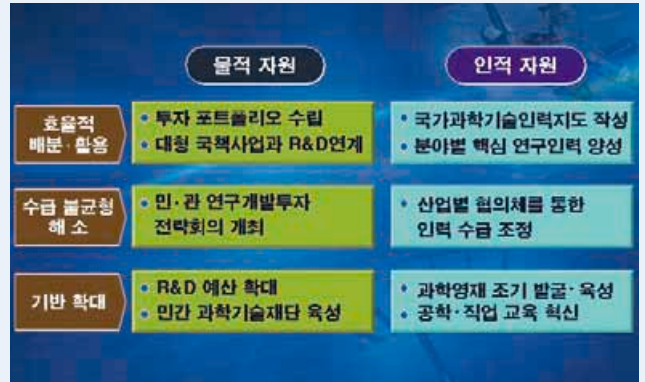 물적 자원
인적 자원
효율적
배분·활용
• 투자 포트폴리오 수립
• 대형 국책사업과 R&D연계
• 국가과학기술인력지도 작성
• 분야별 핵심 연구인력 양성
수급 불균형
해 소
• 민·관 연구개발투자
전략회의 개최
• 산업별 협의체를 통한
인력 수급 조정
기반 확대
• R&D 예산 확대
• 민간 과학기술재단 육성
• 과학영재 조기 발굴·육성
• 공학·직업 교육 혁신